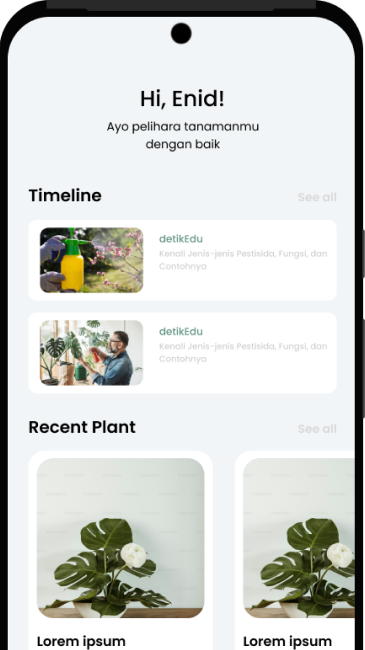 Hi, Enid!
Ayo pelihara tanamanmu
dengan baik
Timeline
See all
detikEdu
Kenali Jenis-jenis Pestisida, Fungsi, dan
Contohnya
detikEdu
Kenali Jenis-jenis Pestisida, Fungsi, dan
Contohnya
Recent Plant
See all
Lorem ipsum
Lorem ipsum